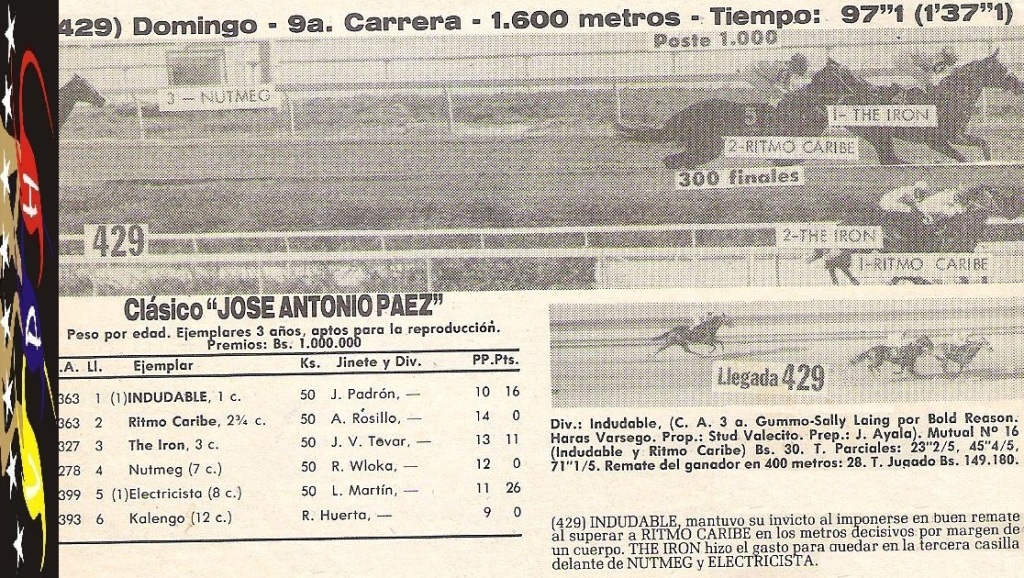 429) Domingo - 9a. Carrera - 1.600 metros - Tiempo: 97"1 (1'37"1)
Poste 1.000
3 — NUTMEG
5
1- THE IRON
2-RITMO CARIBE
300 finales
429
2-THE IRON
1-RITMO CARIBE
H
P
V
Clásico "JOSE ANTONIO PAEZ"
Peso por edad. Ejemplares 3 años, aptos para la reproducción.
Premios: Bs. 1.000.000
.A. Ll. Ejemplar Ks. Jinete y Div. PP.Pts.
363 1 (1)INDUDABLE, 1 c. 50 J. Padrón, — 10 16
363 2 Ritmo Caribe, 2¾ c. 50 A. Rosillo, — 14 0
327 3 The Iron, 3 c. 50 J. V. Tovar, — 13 11
278 4 Nutmeg (7 c.) 50 R. Wloka, — 12 0
399 5 (1)Electricista (8 c.) 50 L. Martín, — 11 26
393 6 Kalengo (12 c.) R. Huerta, — 9 0
Llegada 429
Div.: Indudable, (C. A. 3 a. Gummo-Sally Laing por Bold Reason.
Haras Varsego. Prop.: Stud Valecito. Prep.: J. Ayala). Mutual Nº 16
(Indudable y Ritmo Caribe) Bs. 30. T. Parciales: 23"2/5, 45"4/5,
71"1/5. Remate del ganador en 400 metros: 28. T. Jugado Bs. 149.180.
(429) INDUDABLE, mantuvo su invicto al imponerse en buen remate
al superar a RITMO CARIBE en los metros decisivos por margen de
un cuerpo. THE IRON hizo el gasto para quedar en la tercera casilla
delante de NUTMEG y ELECTRICISTA.